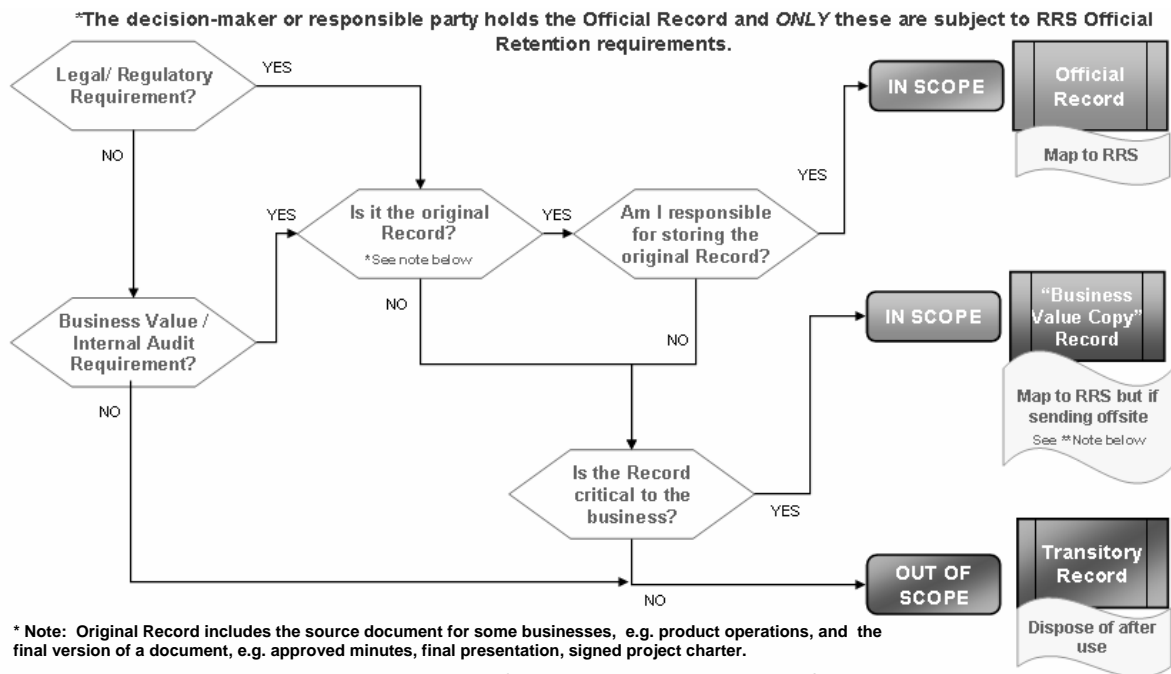 *The decision-maker or responsible party holds the Official Record and ONLY these are subject to RRS Official
Retention requirements.
Legal/ Regulatory
Requirement?
YES
NO
IN SCOPE
Official
Record
Map to RRS
YES
Is it the original
Record?
*See note below
YES
Am I responsible
for storing the
original Record?
YES
NO
NO
Business Value /
Internal Audit
Requirement?
NO
IN SCOPE
“Business
Value Copy”
Record
Map to RRS but if
sending offsite
See **Note below
Is the Record
critical to the
business?
YES
NO
OUT OF
SCOPE
Transitory
Record
Dispose of after
use
* Note: Original Record includes the source document for some businesses, e.g. product operations, and the
final version of a document, e.g. approved minutes, final presentation, signed project charter.